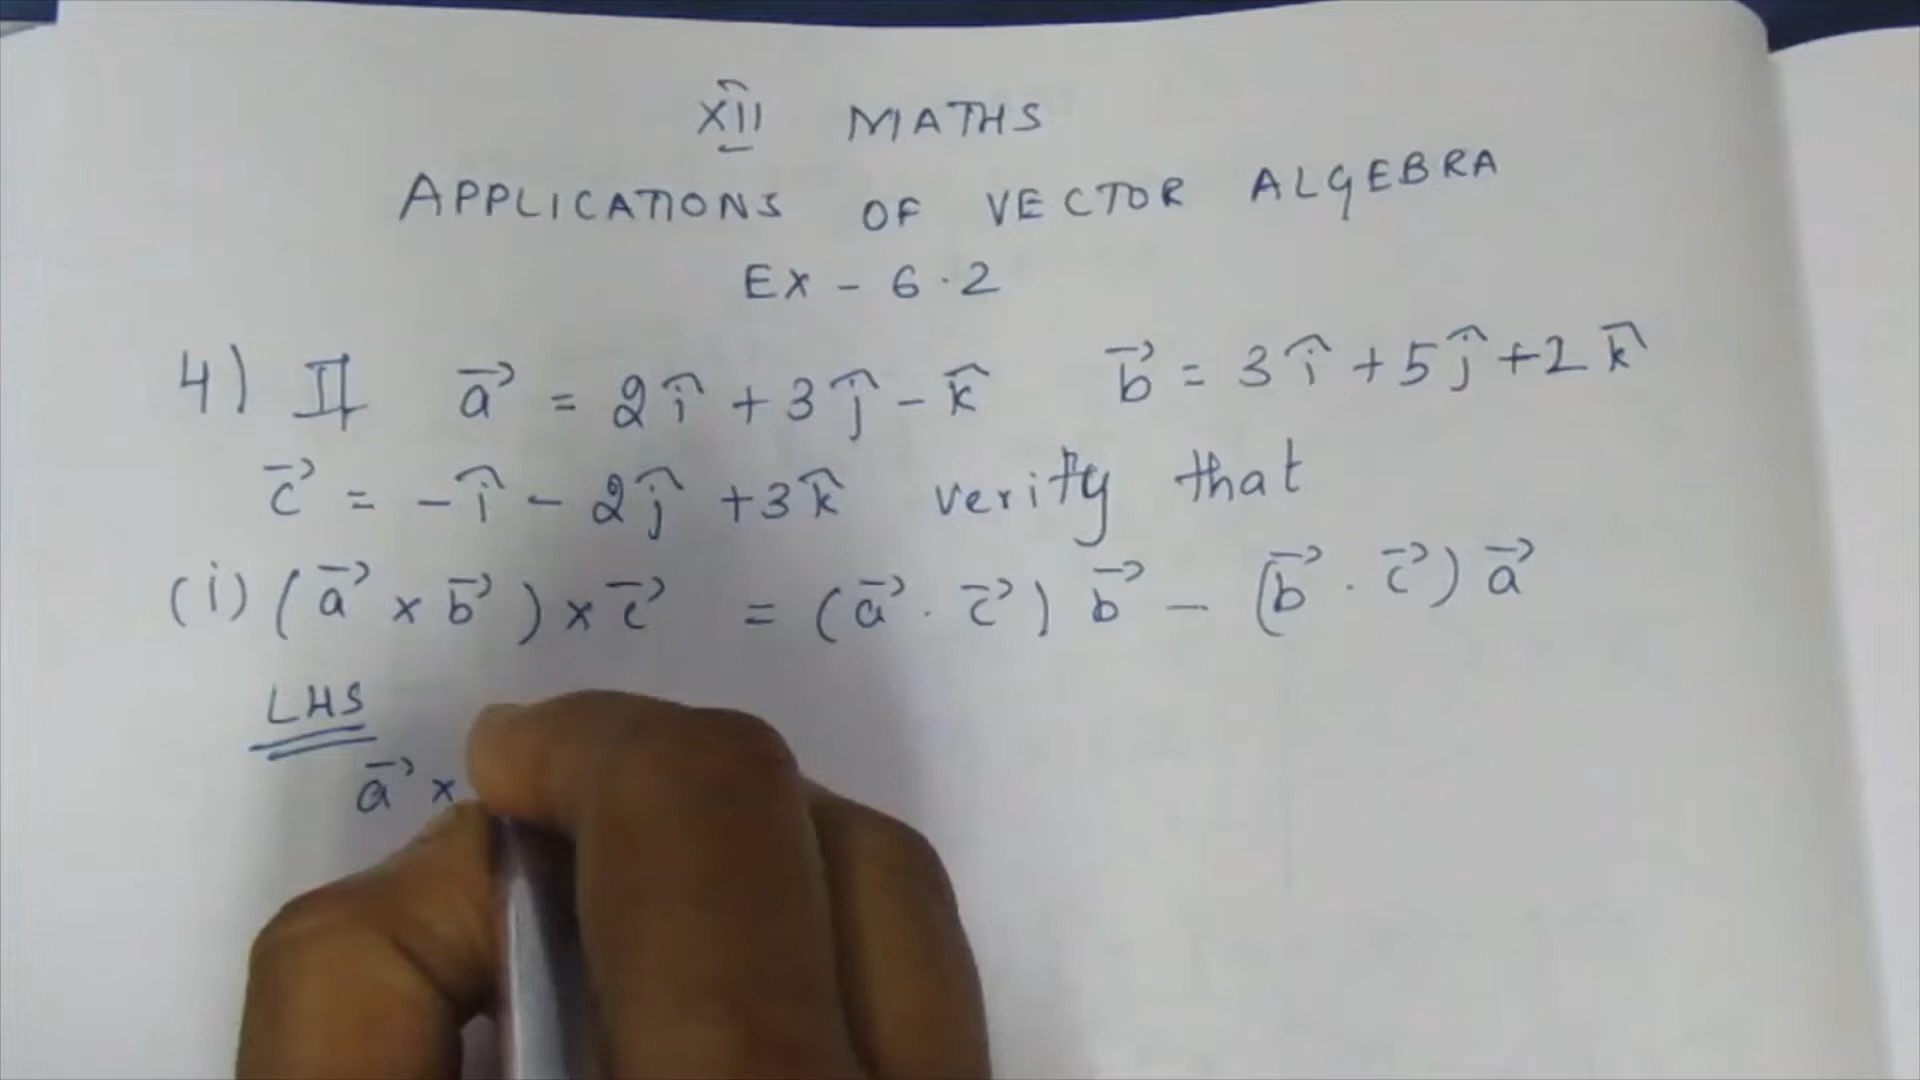 XII MATHS
APPLICATIONS OF VECTOR ALGEBRA
EX - 6.2
4) If a⃗ = 2î + 3ĵ - k̂ b⃗ = 3î + 5ĵ + 2k̂
c⃗ = -î - 2ĵ + 3k̂ verify that
(i) (a⃗ × b⃗) × c⃗ = (a⃗ . c⃗) b⃗ - (b⃗ . c⃗) a⃗
LHS
a⃗ ×